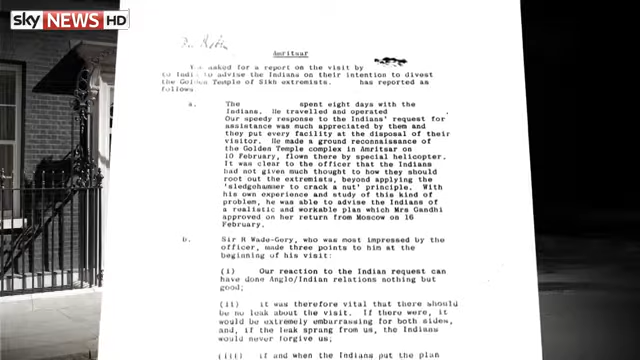 sky NEWS HD
Amritsar
asked for a report on the visit by
to India to advise the Indians on their intention to divest
the Golden Temple of Sikh extremists. has reported as
follows
a. The spent eight days with the
Indians. He travelled and operated .
Our speedy response to the Indians' request for
assistance was much appreciated by them and
they put every facility at the disposal of their
visitor. He made a ground reconnaissance of
the Golden Temple complex in Amritsar on
10 February, flown there by special helicopter.
It was clear to the officer that the Indians
had not given much thought to how they should
root out the extremists, beyond applying the
'sledgehammer to crack a nut' principle. With
his own experience and study of this kind of
problem, he was able to advise the Indians of
a realistic and workable plan which Mrs Gandhi
approved on her return from Moscow on 16
February.
b. Sir R Wade-Gery, who was most impressed by the
officer, made three points to him at the
beginning of his visit:
(i) Our reaction to the Indian request can
have done Anglo/Indian relations nothing but
good;
(ii) it was therefore vital that there should
be no leak about the visit. If there were, it
would be extremely embarrassing for both sides,
and, if the leak sprang from us, the Indians
would never forgive us;
(iii) if and when the Indians put the plan